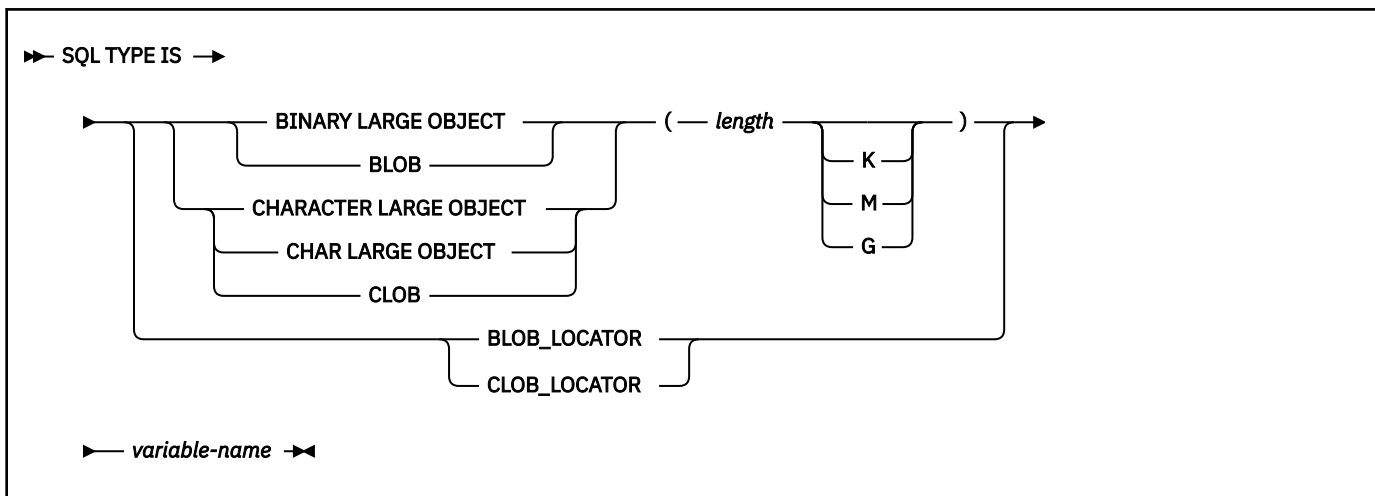 SQL TYPE IS
BINARY LARGE OBJECT ( length )
BLOB K
CHARACTER LARGE OBJECT M
CHAR LARGE OBJECT G
CLOB
BLOB_LOCATOR
CLOB_LOCATOR
variable-name